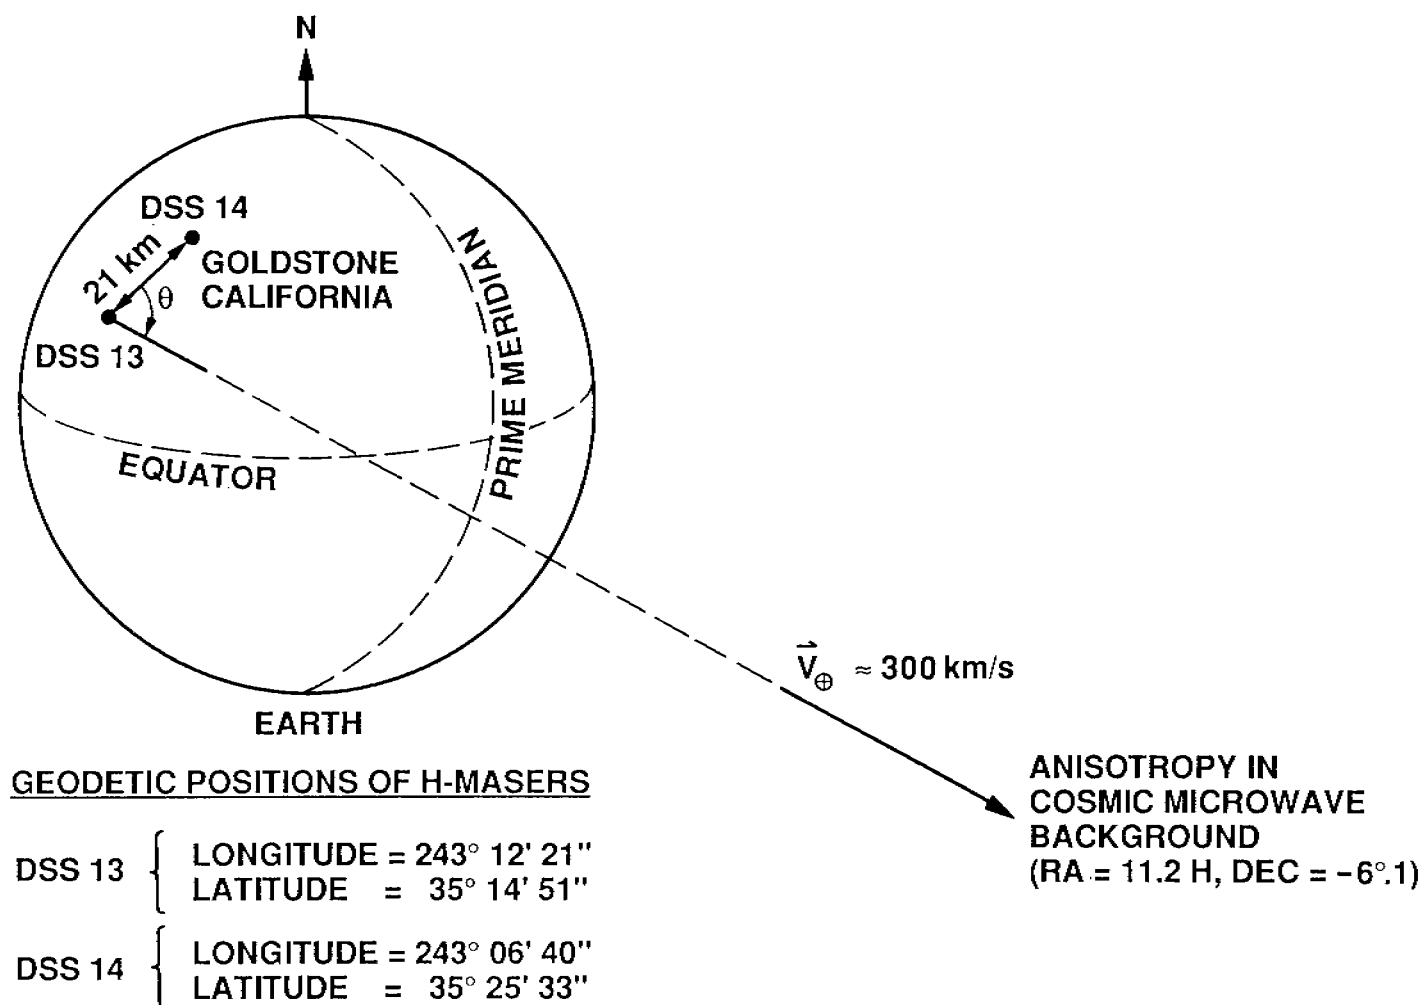 N
DSS 14
21 km
GOLDSTONE
CALIFORNIA
θ
DSS 13
PRIME MERIDIAN
EQUATOR
V⃗⊕ ≈ 300 km/s
EARTH
ANISOTROPY IN
COSMIC MICROWAVE
BACKGROUND
(RA = 11.2 H, DEC = −6°.1)
GEODETIC POSITIONS OF H-MASERS
DSS 13 { LONGITUDE = 243° 12' 21"
LATITUDE = 35° 14' 51"
DSS 14 { LONGITUDE = 243° 06' 40"
LATITUDE = 35° 25' 33"